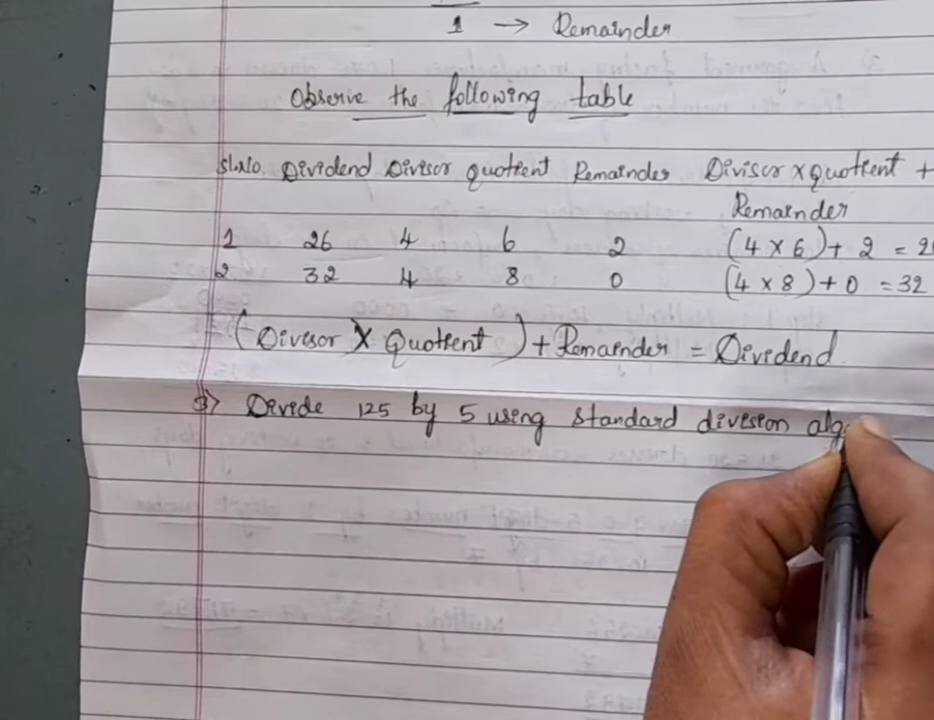 1 → Remainder
Observe the following table
Sl.No. Dividend Divisor Quotient Remainder Divisor x Quotient +
Remainder
1 26 4 6 2 (4 x 6) + 2 = 2
2 32 4 8 0 (4 x 8) + 0 = 32
(Divisor X Quotient) + Remainder = Dividend
3) Divide 125 by 5 using standard division alg